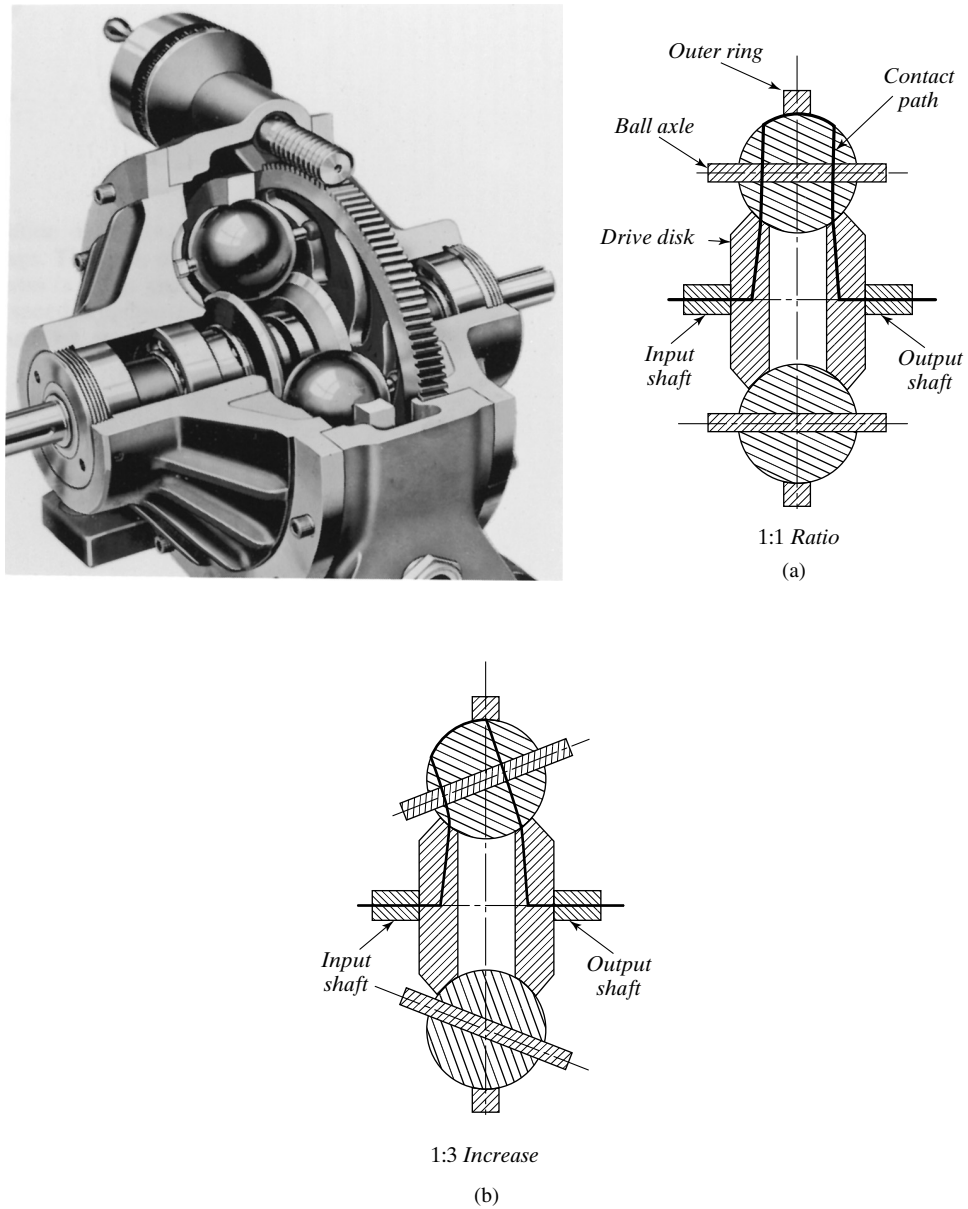 Outer ring
Contact
path
Ball axle
Drive disk
Input
shaft
Output
shaft
1:1 Ratio
(a)
Input
shaft
Output
shaft
1:3 Increase
(b)